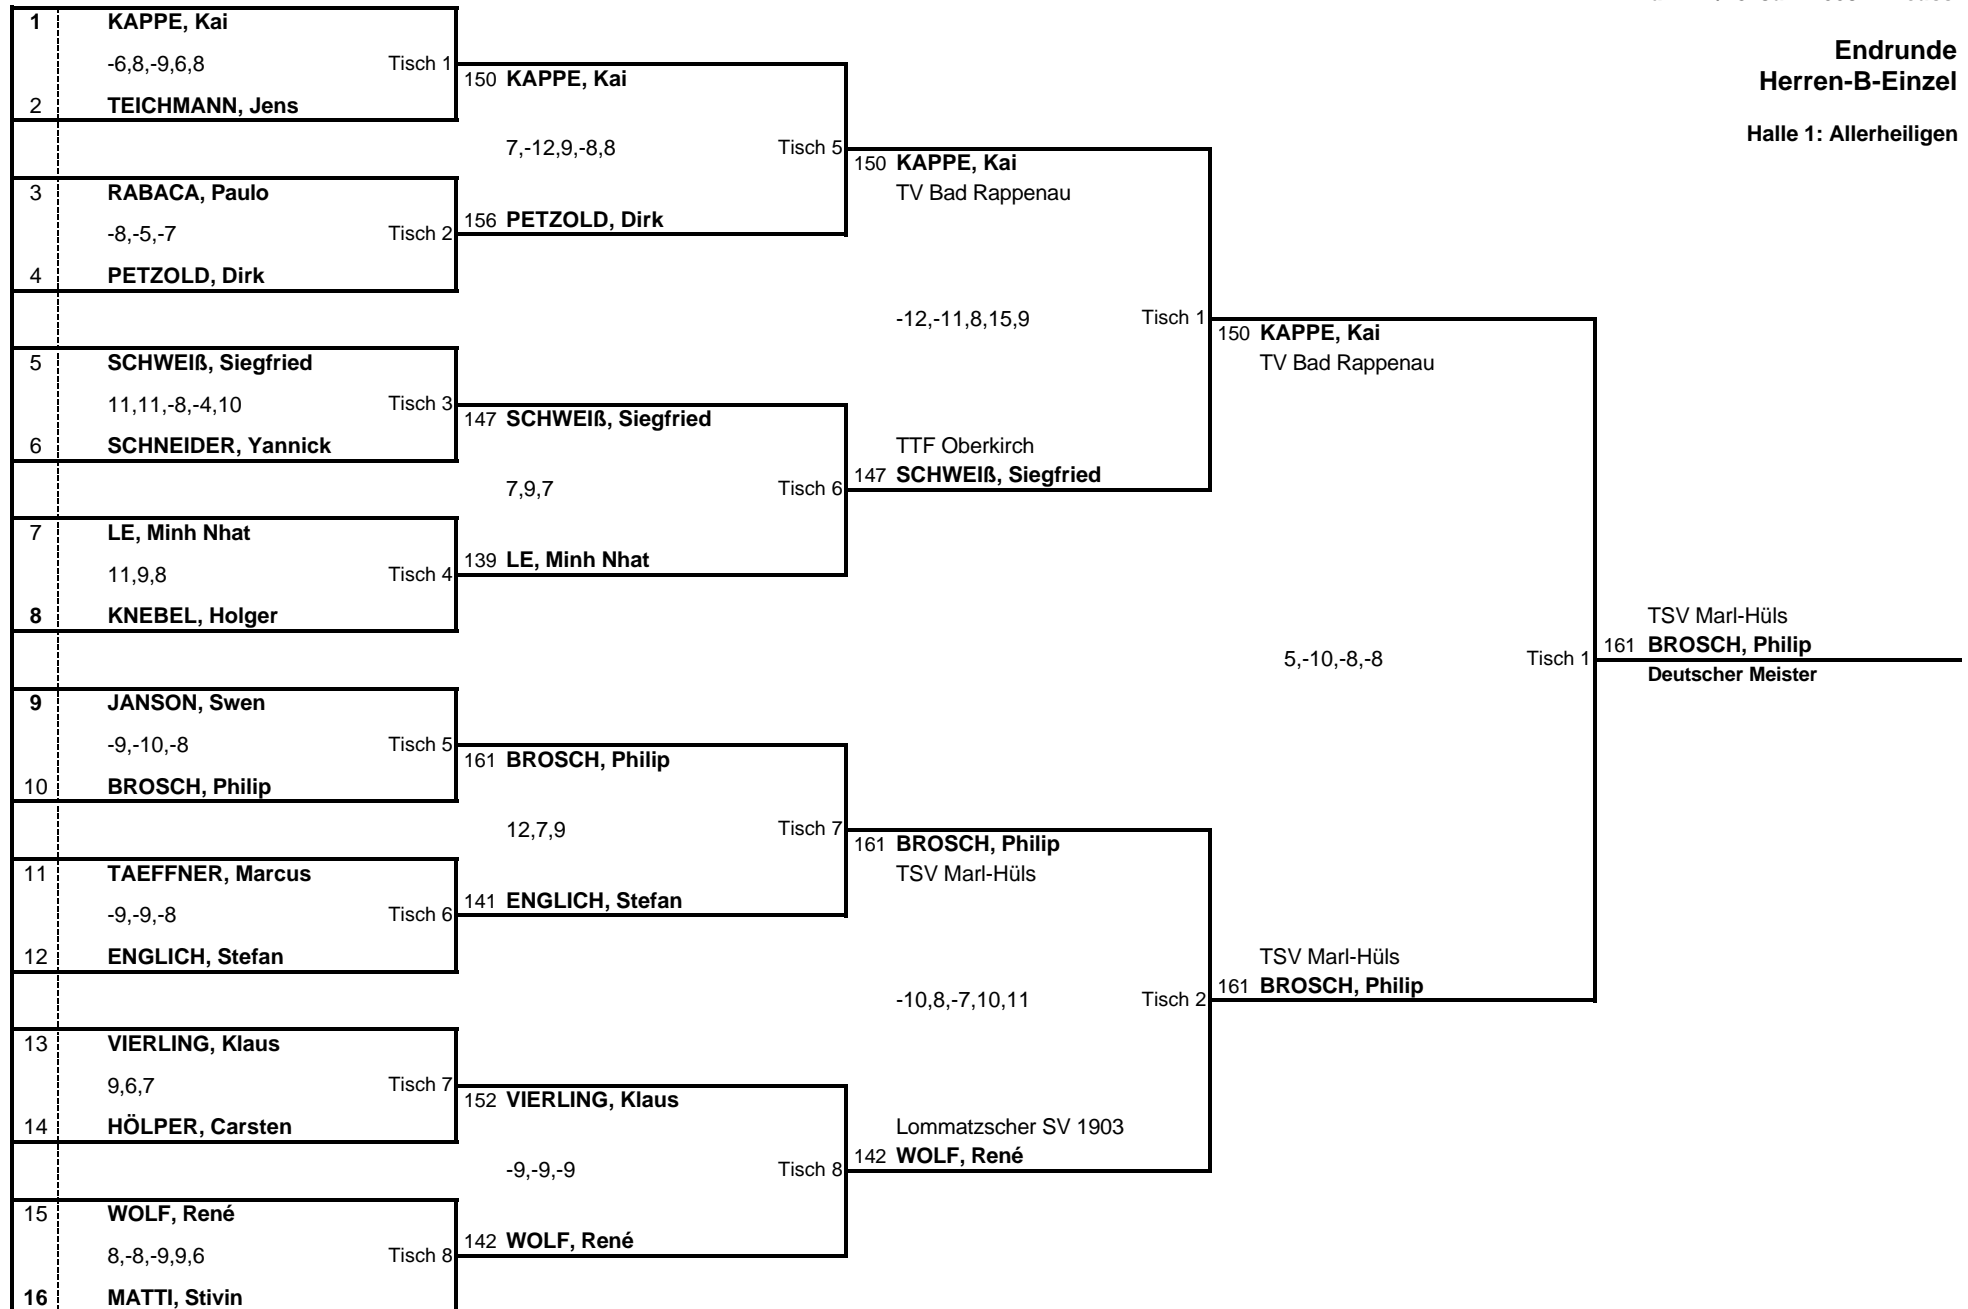 Endrunde
Herren-B-Einzel
Halle 1: Allerheiligen
1 KAPPE, Kai
-6,8,-9,6,8 Tisch 1
150 KAPPE, Kai
2 TEICHMANN, Jens
7,-12,9,-8,8 Tisch 5
150 KAPPE, Kai
TV Bad Rappenau
3 RABACA, Paulo
-8,-5,-7 Tisch 2
156 PETZOLD, Dirk
4 PETZOLD, Dirk
-12,-11,8,15,9 Tisch 1
150 KAPPE, Kai
TV Bad Rappenau
5 SCHWEIß, Siegfried
11,11,-8,-4,10 Tisch 3
147 SCHWEIß, Siegfried
6 SCHNEIDER, Yannick
TTF Oberkirch
147 SCHWEIß, Siegfried
7,9,7 Tisch 6
7 LE, Minh Nhat
139 LE, Minh Nhat
11,9,8 Tisch 4
8 KNEBEL, Holger
TSV Marl-Hüls
161 BROSCH, Philip
5,-10,-8,-8 Tisch 1
Deutscher Meister
9 JANSON, Swen
-9,-10,-8 Tisch 5
161 BROSCH, Philip
10 BROSCH, Philip
12,7,9 Tisch 7
161 BROSCH, Philip
TSV Marl-Hüls
11 TAEFFNER, Marcus
141 ENGLICH, Stefan
-9,-9,-8 Tisch 6
12 ENGLICH, Stefan
TSV Marl-Hüls
161 BROSCH, Philip
-10,8,-7,10,11 Tisch 2
13 VIERLING, Klaus
9,6,7 Tisch 7
152 VIERLING, Klaus
14 HÖLPER, Carsten
Lommatzscher SV 1903
142 WOLF, René
-9,-9,-9 Tisch 8
15 WOLF, René
142 WOLF, René
8,-8,-9,9,6 Tisch 8
16 MATTI, Stivin